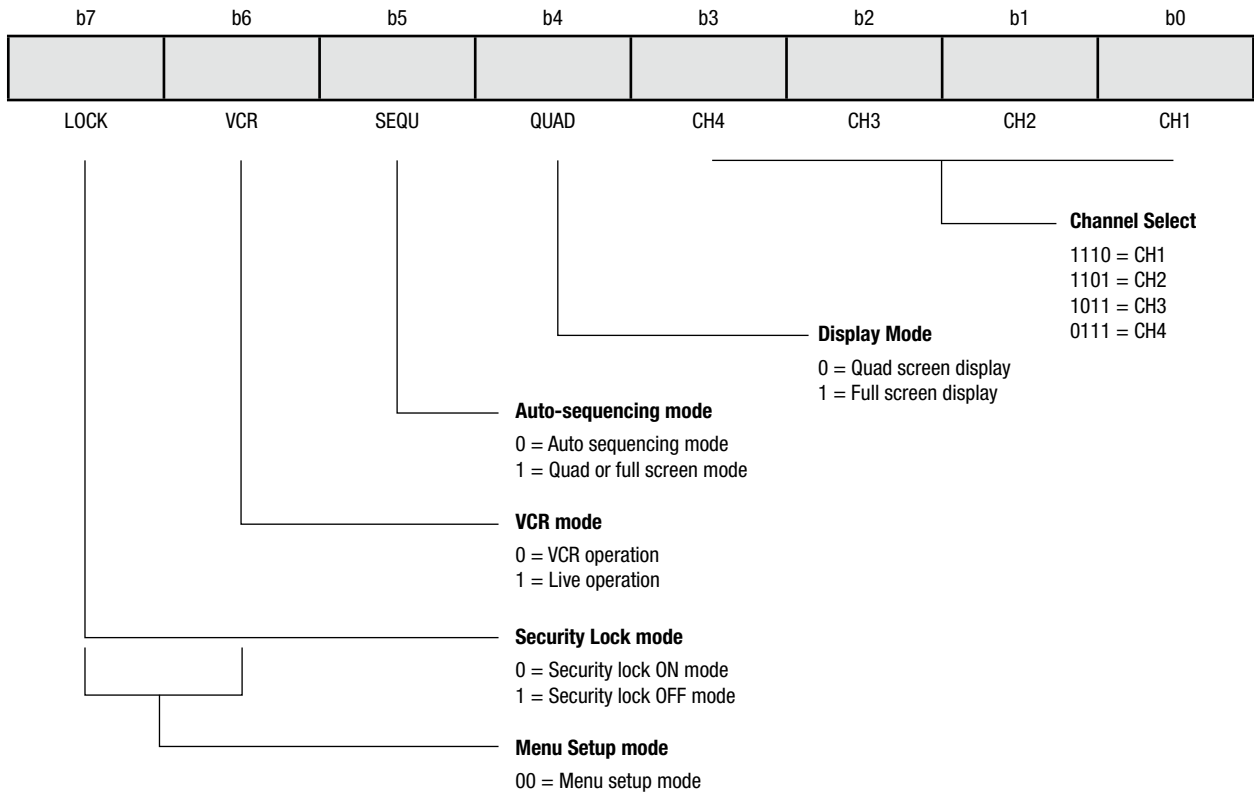 b7 b6 b5 b4 b3 b2 b1 b0
LOCK VCR SEQU QUAD CH4 CH3 CH2 CH1
Channel Select
1110 = CH1
1101 = CH2
1011 = CH3
0111 = CH4
Display Mode
0 = Quad screen display
1 = Full screen display
Auto-sequencing mode
0 = Auto sequencing mode
1 = Quad or full screen mode
VCR mode
0 = VCR operation
1 = Live operation
Security Lock mode
0 = Security lock ON mode
1 = Security lock OFF mode
Menu Setup mode
00 = Menu setup mode